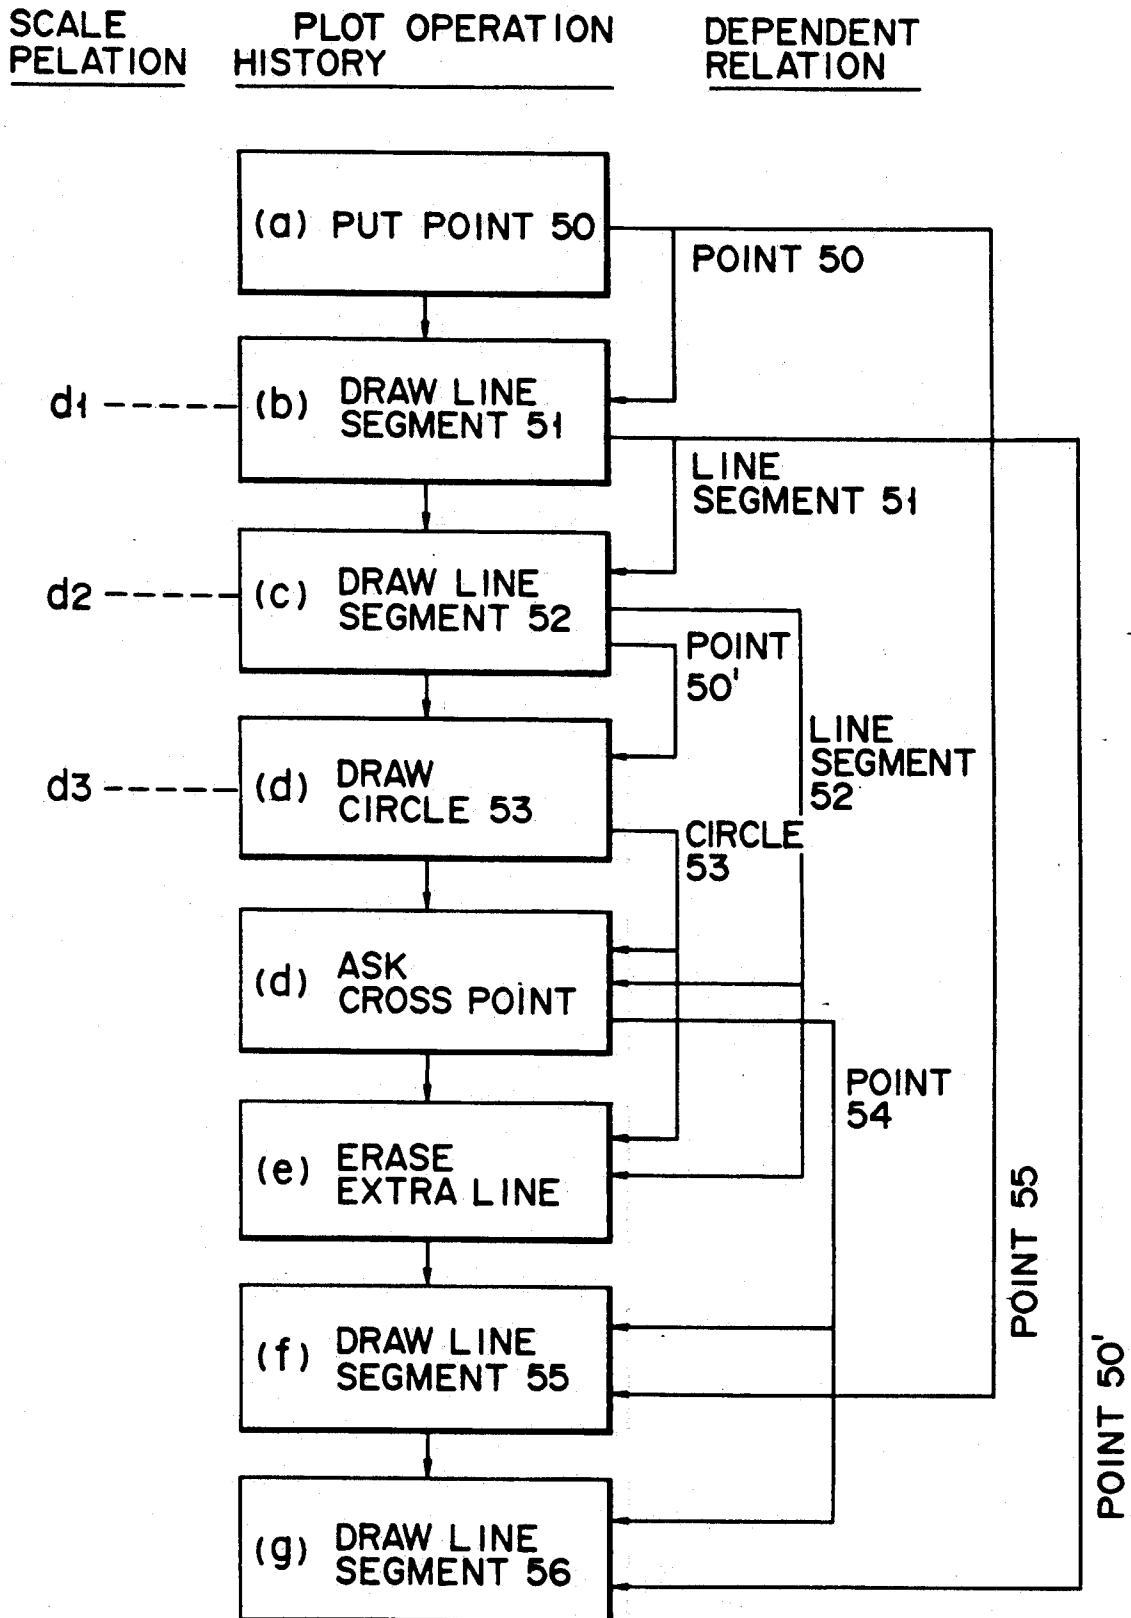 SCALE
PELATION
PLOT OPERATION
HISTORY
DEPENDENT
RELATION
(a) PUT POINT 50
POINT 50
d1
(b) DRAW LINE
SEGMENT 51
LINE
SEGMENT 51
d2
(c) DRAW LINE
SEGMENT 52
POINT
50'
LINE
SEGMENT
52
d3
(d) DRAW
CIRCLE 53
CIRCLE
53
(d) ASK
CROSS POINT
POINT
54
(e) ERASE
EXTRA LINE
POINT 55
(f) DRAW LINE
SEGMENT 55
POINT 50'
(g) DRAW LINE
SEGMENT 56